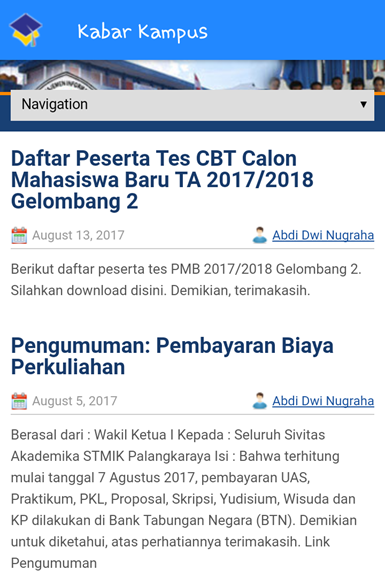 Kabar Kampus
Navigation
Daftar Peserta Tes CBT Calon
Mahasiswa Baru TA 2017/2018
Gelombang 2
August 13, 2017 Abdi Dwi Nugraha
Berikut daftar peserta tes PMB 2017/2018 Gelombang 2.
Silahkan download disini. Demikian, terimakasih.
Pengumuman: Pembayaran Biaya
Perkuliahan
August 5, 2017 Abdi Dwi Nugraha
Berasal dari : Wakil Ketua I Kepada : Seluruh Sivitas
Akademika STMIK Palangkaraya Isi : Bahwa terhitung
mulai tanggal 7 Agustus 2017, pembayaran UAS,
Praktikum, PKL, Proposal, Skripsi, Yudisium, Wisuda dan
KP dilakukan di Bank Tabungan Negara (BTN). Demikian
untuk diketahui, atas perhatiannya terimakasih. Link
Pengumuman